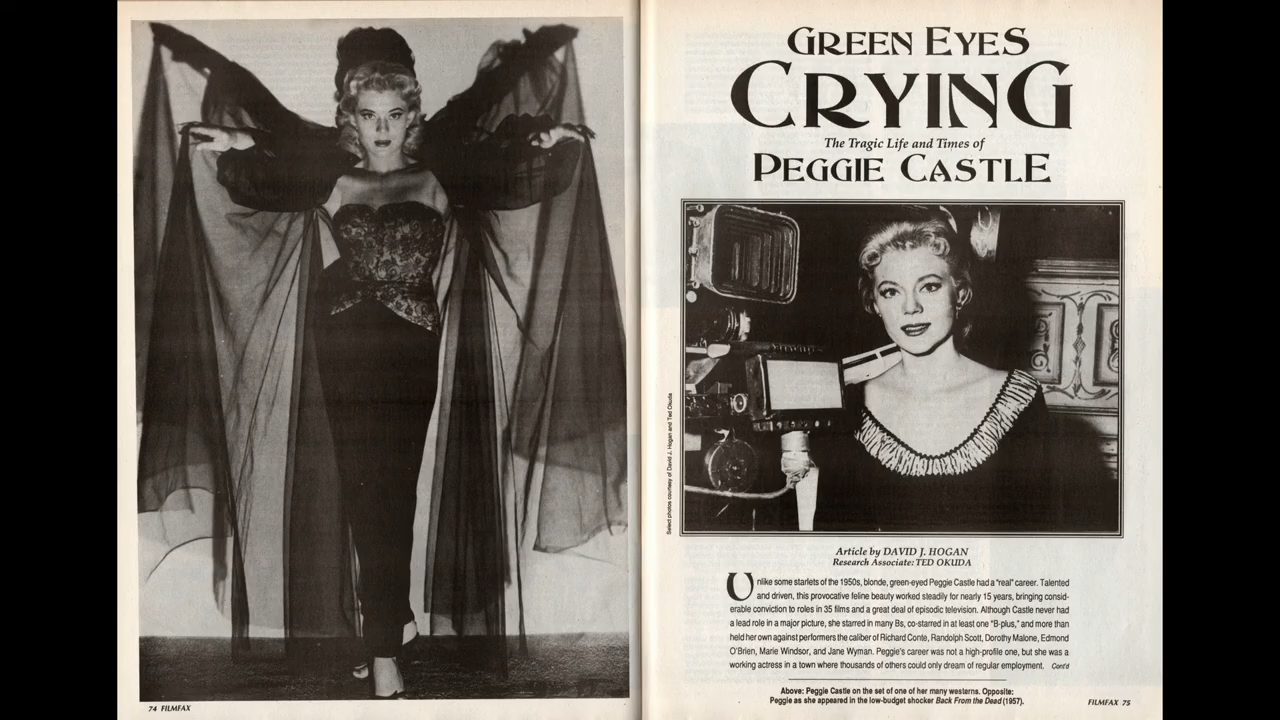 74 FILMFAX
GREEN EYES
CRYING
The Tragic Life and Times of
PEGGIE CASTLE
Select photos courtesy of David J. Hogan and Ted Okuda
Article by DAVID J. HOGAN
Research Associate: TED OKUDA
Unlike some starlets of the 1950s, blonde, green-eyed Peggie Castle had a "real" career. Talented
and driven, this provocative feline beauty worked steadily for nearly 15 years, bringing consid-
erable conviction to roles in 35 films and a great deal of episodic television. Although Castle never had
a lead role in a major picture, she starred in many Bs, co-starred in at least one "B-plus," and more than
held her own against performers the caliber of Richard Conte, Randolph Scott, Dorothy Malone, Edmond
O'Brien, Marie Windsor, and Jane Wyman. Peggie's career was not a high-profile one, but she was a
working actress in a town where thousands of others could only dream of regular employment. Cont'd
Above: Peggie Castle on the set of one of her many westerns. Opposite:
Peggie as she appeared in the low-budget shocker Back From the Dead (1957).
FILMFAX 75